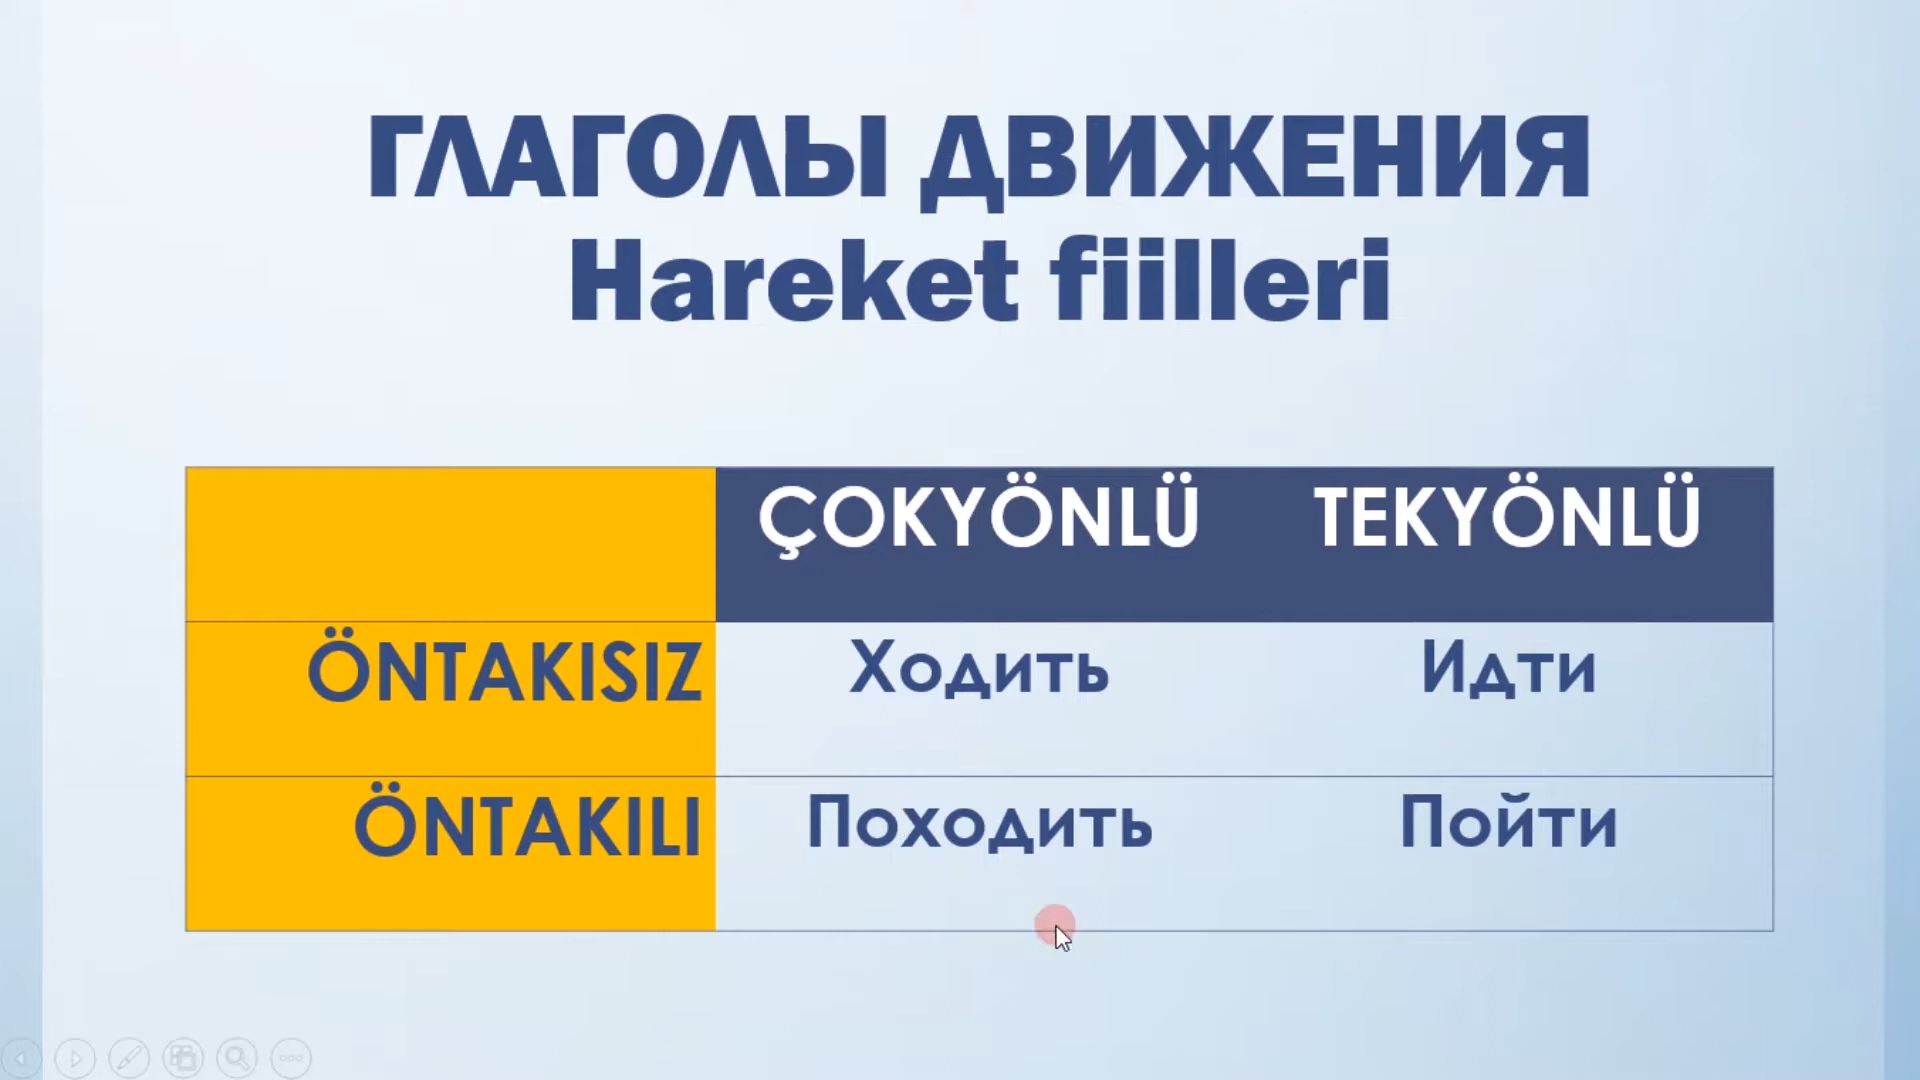 ГЛАГОЛЫ ДВИЖЕНИЯ
Hareket fiilleri
ÇOKYÖNLÜ TEKYÖNLÜ
ÖNTAKISIZ Ходить Идти
ÖNTAKILI Походить Пойти